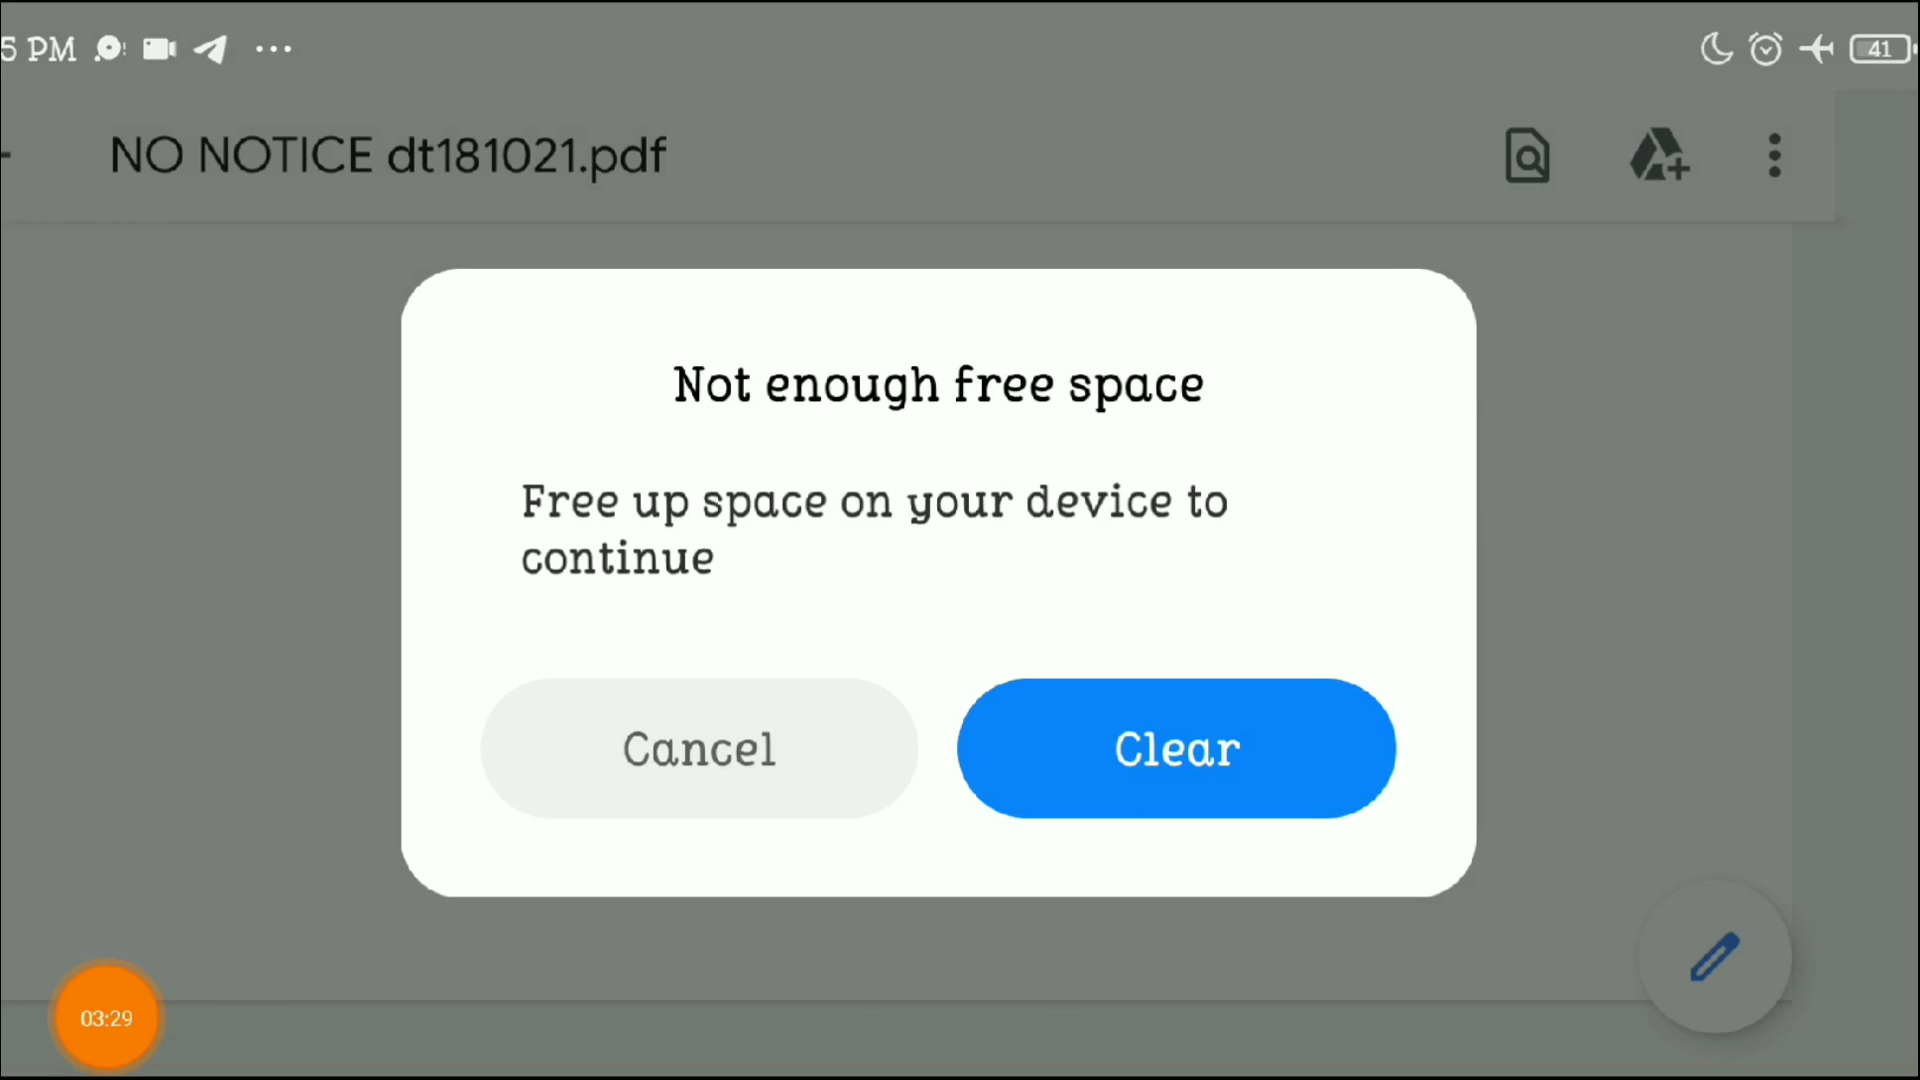 5 PM
41
NO NOTICE dt181021.pdf
Not enough free space
Free up space on your device to
continue
Cancel
Clear
03:29